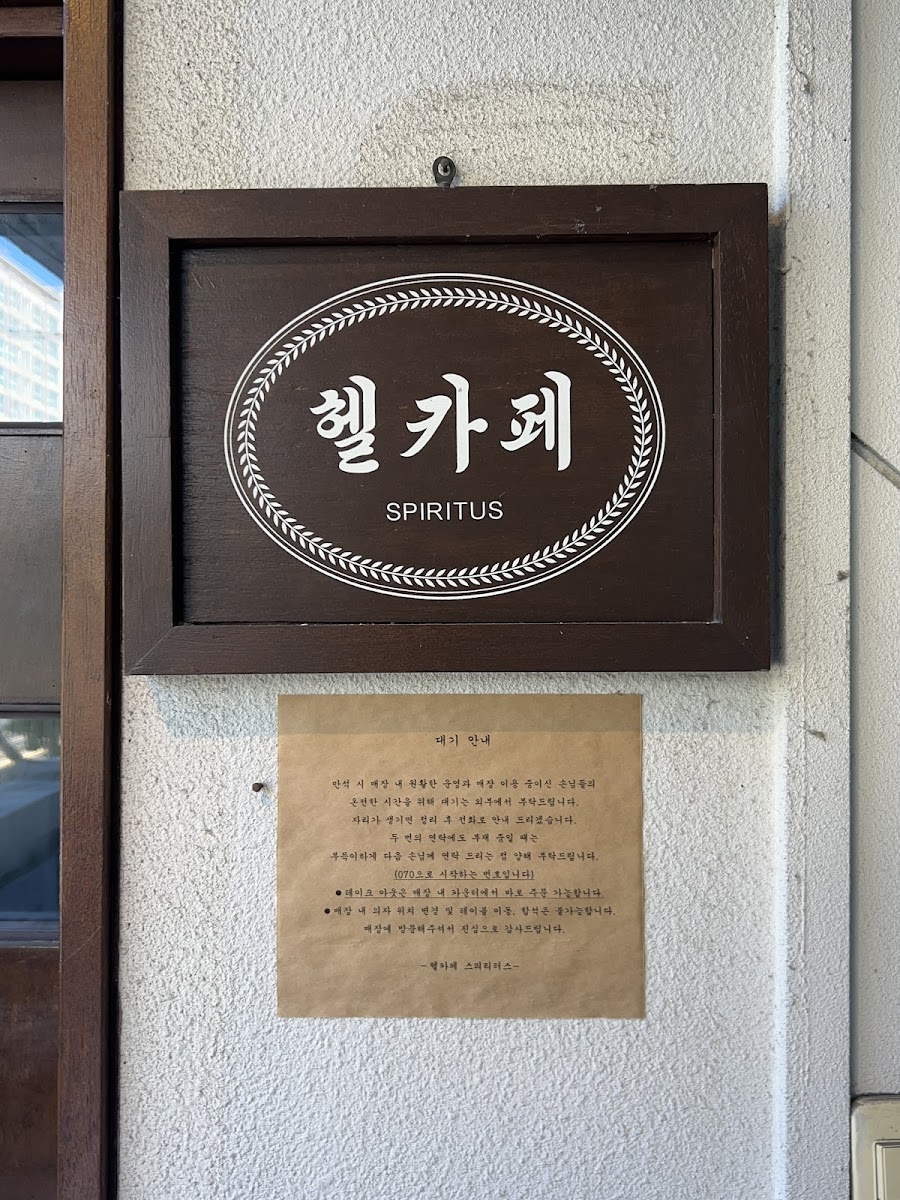 헬카페
SPIRITUS
대기 안내
만석 시 매장 내 원활한 운영과 매장 이용 중이신 손님들의
온전한 시간을 위해 대기는 외부에서 부탁드립니다.
자리가 생기면 정리 후 전화로 안내 드리겠습니다.
두 번의 연락에도 부재 중일 때는
부득이하게 다음 손님께 연락 드리는 점 양해 부탁드립니다.
(070으로 시작하는 번호입니다)
● 테이크 아웃은 매장 내 카운터에서 바로 주문 가능합니다.
● 매장 내 의자 위치 변경 및 테이블 이동, 합석은 불가능합니다.
매장에 방문해주셔서 진심으로 감사드립니다.
-헬카페 스피리터스-